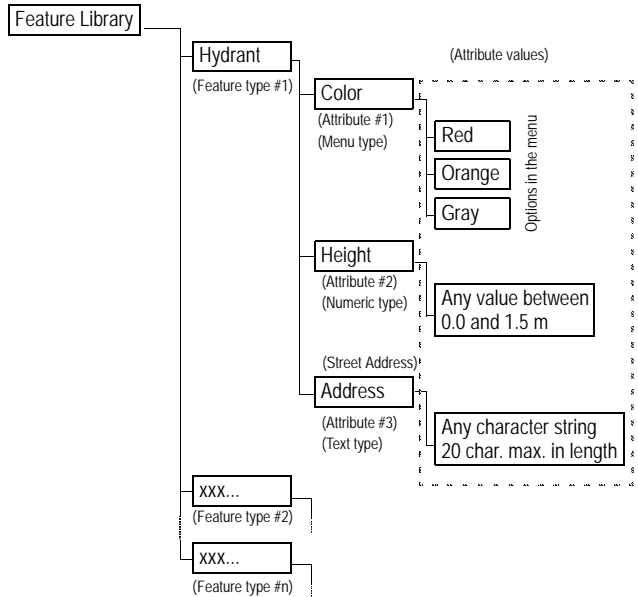 Feature Library
Hydrant
(Feature type #1)
(Attribute values)
Color
(Attribute #1)
(Menu type)
Red
Orange
Gray
Options in the menu
Height
(Attribute #2)
(Numeric type)
Any value between
0.0 and 1.5 m
(Street Address)
Address
(Attribute #3)
(Text type)
Any character string
20 char. max. in length
xxx...
(Feature type #2)
xxx...
(Feature type #n)